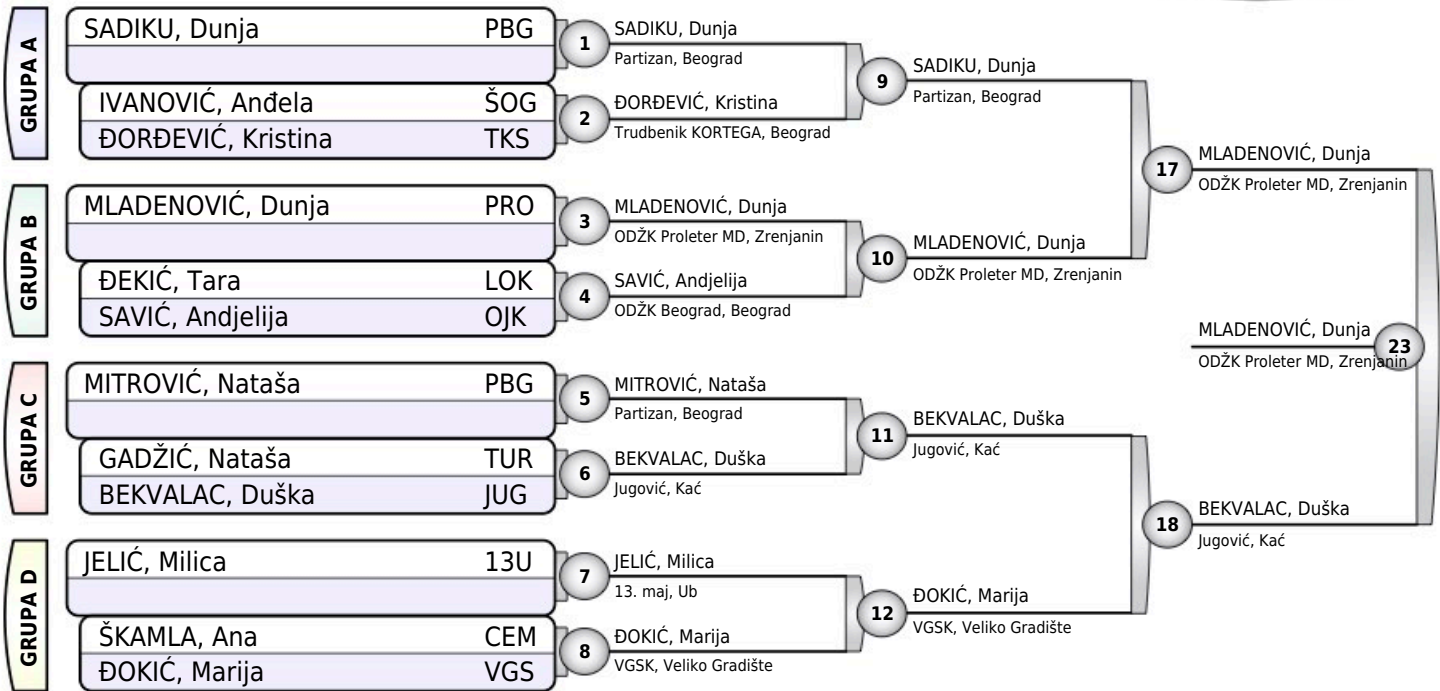 GRUPA A
SADIKU, Dunja PBG
IVANOVIĆ, Anđela ŠOG
ĐORĐEVIĆ, Kristina TKS
GRUPA B
MLADENOVIĆ, Dunja PRO
ĐEKIĆ, Tara LOK
SAVIĆ, Andjelija OJK
GRUPA C
MITROVIĆ, Nataša PBG
GADŽIĆ, Nataša TUR
BEKVALAC, Duška JUG
GRUPA D
JELIĆ, Milica 13U
ŠKAMLA, Ana CEM
ĐOKIĆ, Marija VGS
1
SADIKU, Dunja
Partizan, Beograd
2
ĐORĐEVIĆ, Kristina
Trudbenik KORTEGA, Beograd
3
MLADENOVIĆ, Dunja
ODŽK Proleter MD, Zrenjanin
4
SAVIĆ, Andjelija
ODŽK Beograd, Beograd
5
MITROVIĆ, Nataša
Partizan, Beograd
6
BEKVALAC, Duška
Jugović, Kać
7
JELIĆ, Milica
13. maj, Ub
8
ĐOKIĆ, Marija
VGSK, Veliko Gradište
9
SADIKU, Dunja
Partizan, Beograd
10
MLADENOVIĆ, Dunja
ODŽK Proleter MD, Zrenjanin
11
BEKVALAC, Duška
Jugović, Kać
12
ĐOKIĆ, Marija
VGSK, Veliko Gradište
17
MLADENOVIĆ, Dunja
ODŽK Proleter MD, Zrenjanin
18
BEKVALAC, Duška
Jugović, Kać
MLADENOVIĆ, Dunja
23
ODŽK Proleter MD, Zrenjanin